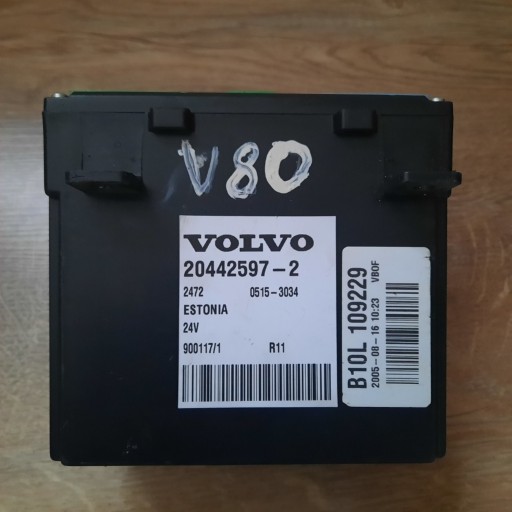 V80
VOLVO
20442597-2
2472 0515-3034
ESTONIA
24V
900117/1 R11
B10L 109229
2005-08-16 10:23 VBOF